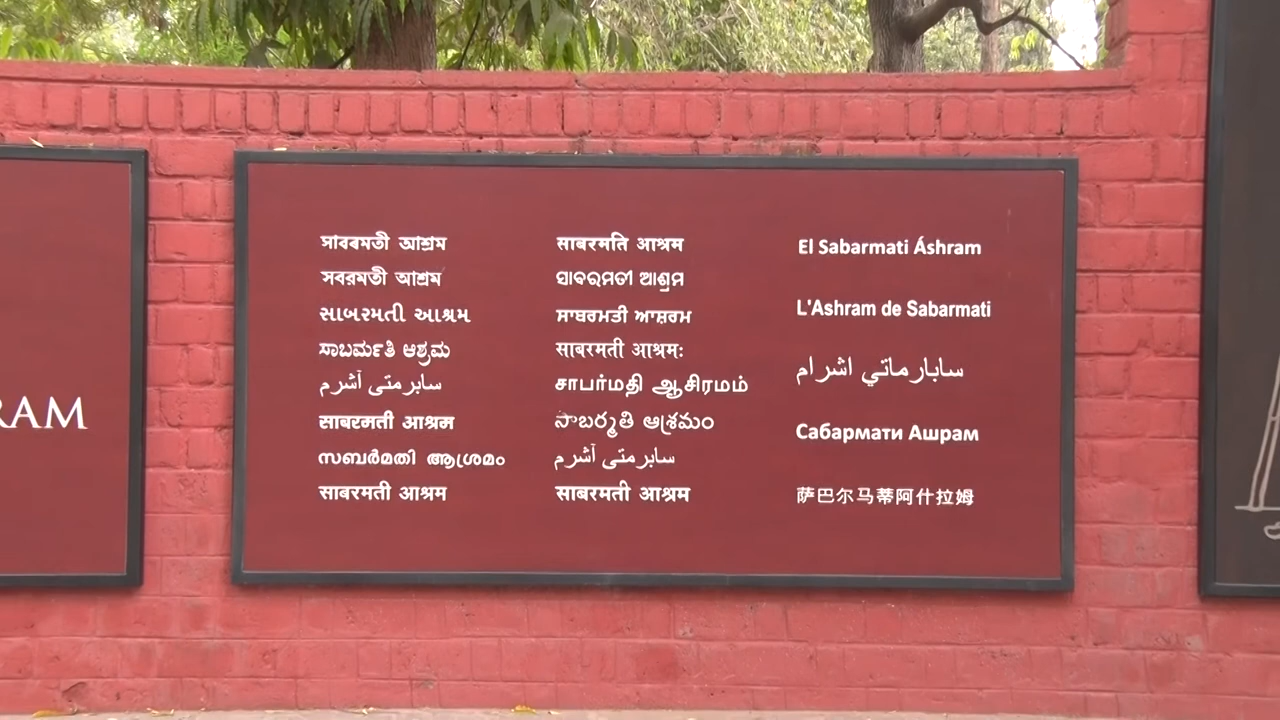 RAM
সাবৰমতী আশ্ৰম
সবরমতী আশ্রম
સાબરમતી આશ્રમ
ಸಾಬರ್ಮತಿ ಆಶ್ರಮ
سابرمتی آشرم
साबरमती आश्रम
സബർമതി ആശ്രമം
साबरमती आश्रम
साबरमति आश्रम
ସାବରମତୀ ଆଶ୍ରମ
ਸਾਬਰਮਤੀ ਆਸ਼ਰਮ
साबरमती आश्रमः
சாபர்மதி ஆசிரமம்
సాబర్మతి ఆశ్రమం
سابرمتی آشرم
साबरमती आश्रम
El Sabarmati Áshram
L'Ashram de Sabarmati
سابارماتي اشرام
Сабармати Ашрам
萨巴尔马蒂阿什拉姆